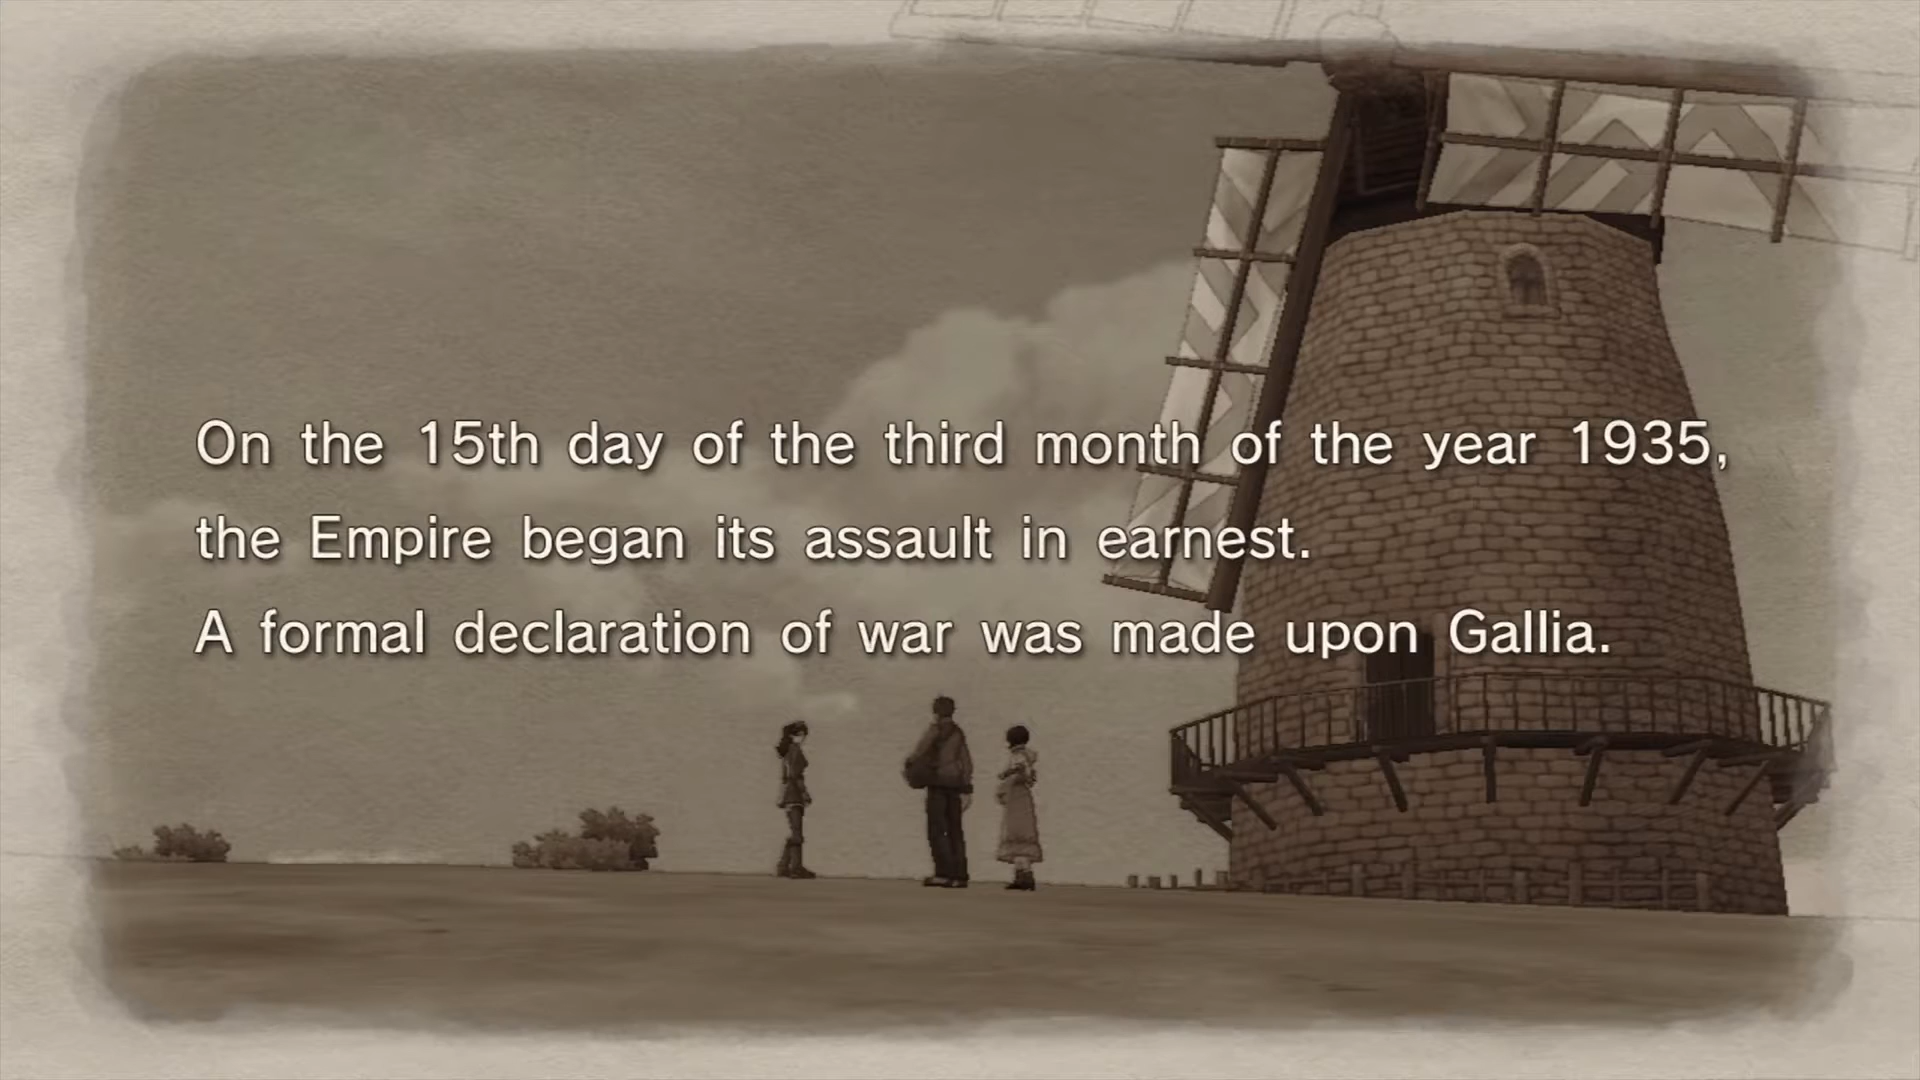 On the 15th day of the third month of the year 1935,
the Empire began its assault in earnest.
A formal declaration of war was made upon Gallia.